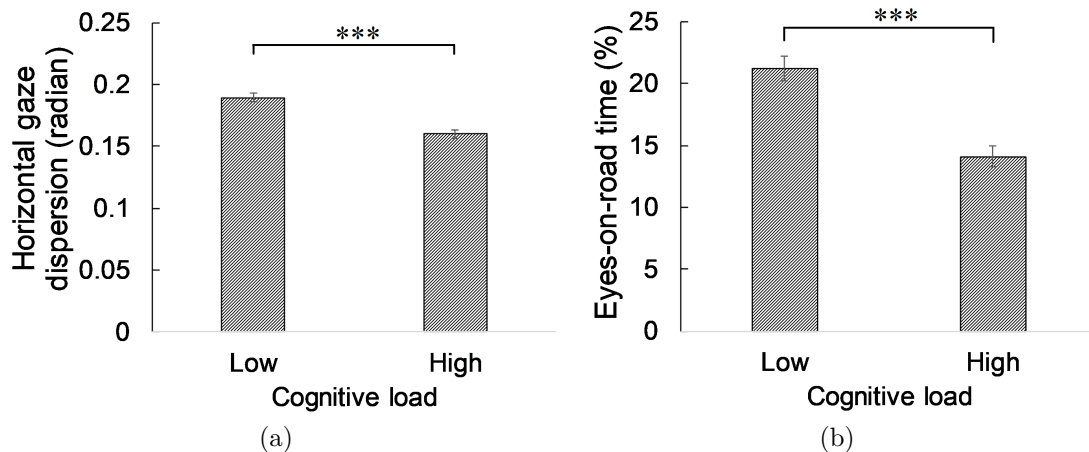 Horizontal gaze
dispersion (radian)
0.25
0.2
0.15
0.1
0.05
0
***
Low
High
Cognitive load
(a)
Eyes-on-road time (%)
25
20
15
10
5
0
***
Low
High
Cognitive load
(b)